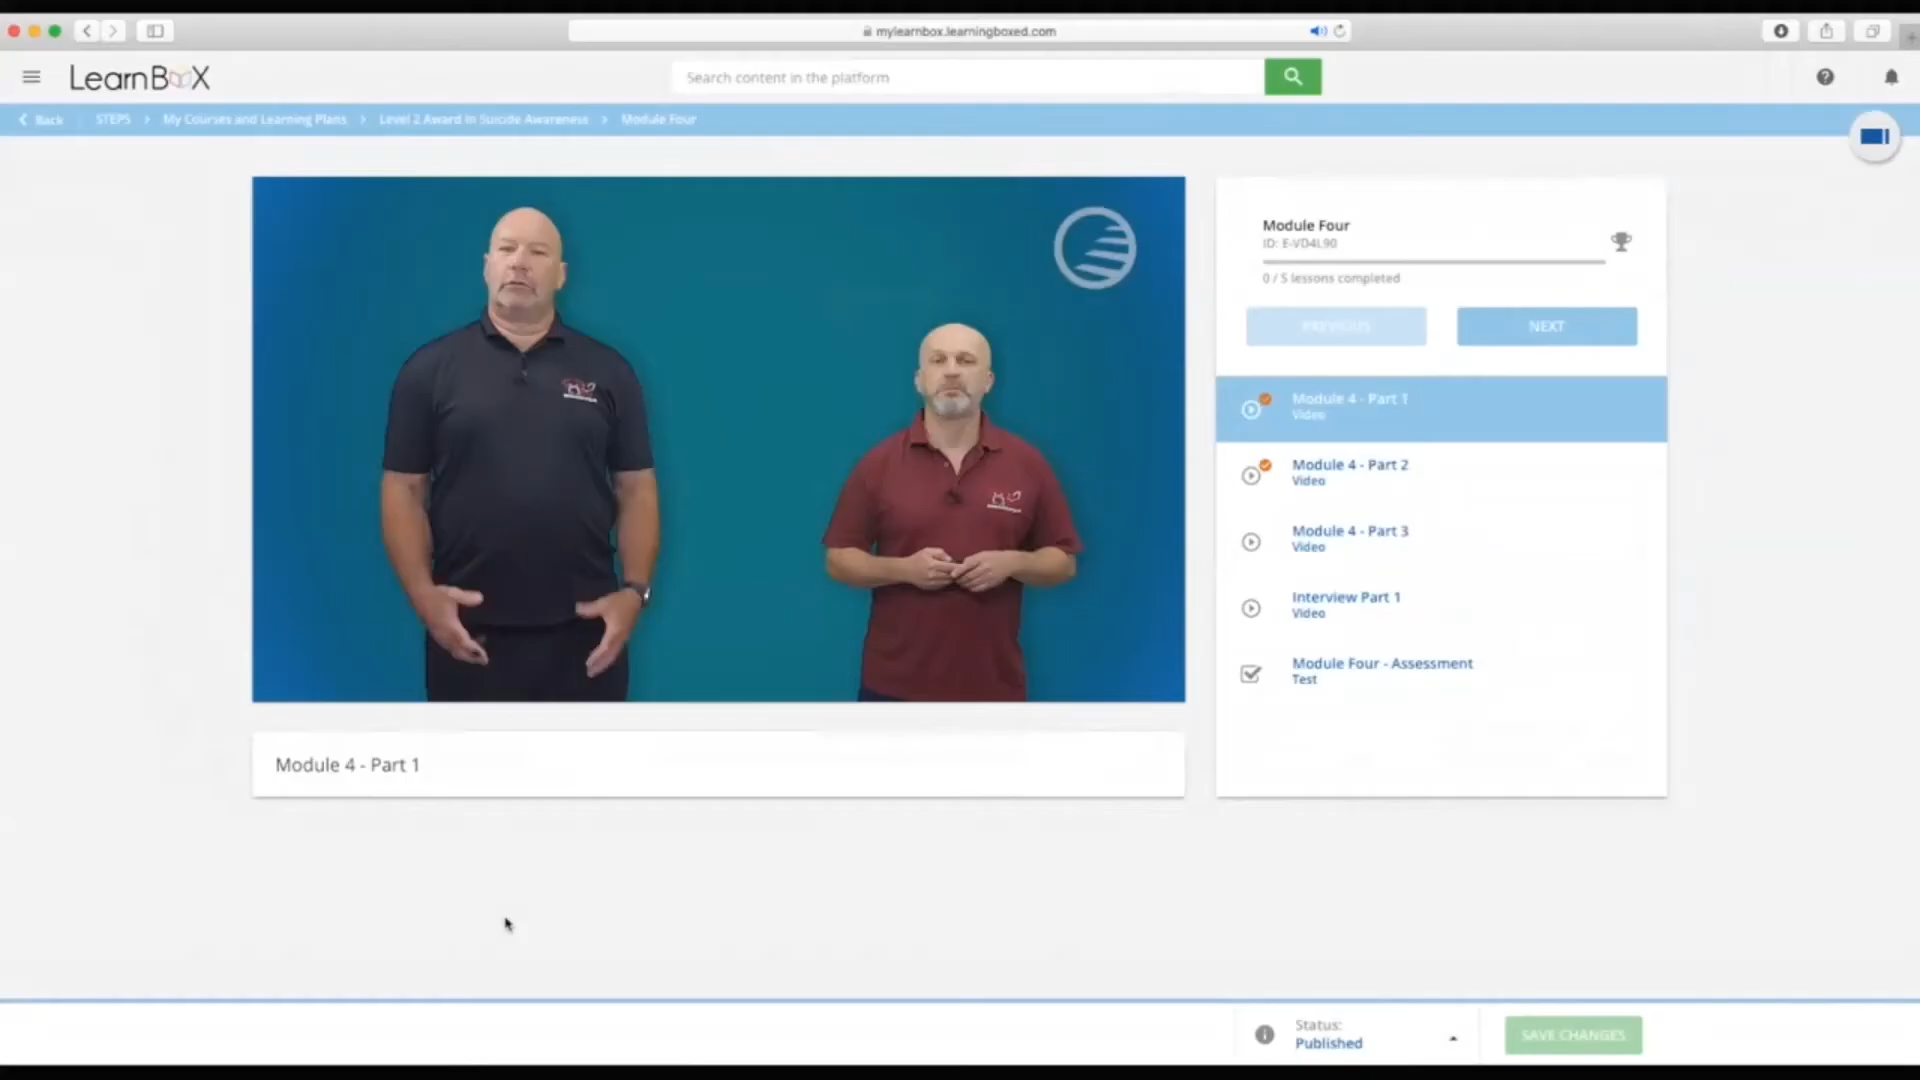 mylearnbox.learningboxed.com
LearnBoX
Search content in the platform
Back
STEPS > My Courses and Learning Plans > Level 2 Award in Suicide Awareness > Module Four
Module Four
ID: E-VD4L90
0 / 5 lessons completed
PREVIOUS
NEXT
Module 4 - Part 1
Video
Module 4 - Part 2
Video
Module 4 - Part 3
Video
Interview Part 1
Video
Module Four - Assessment
Test
Module 4 - Part 1
Status:
Published
SAVE CHANGES